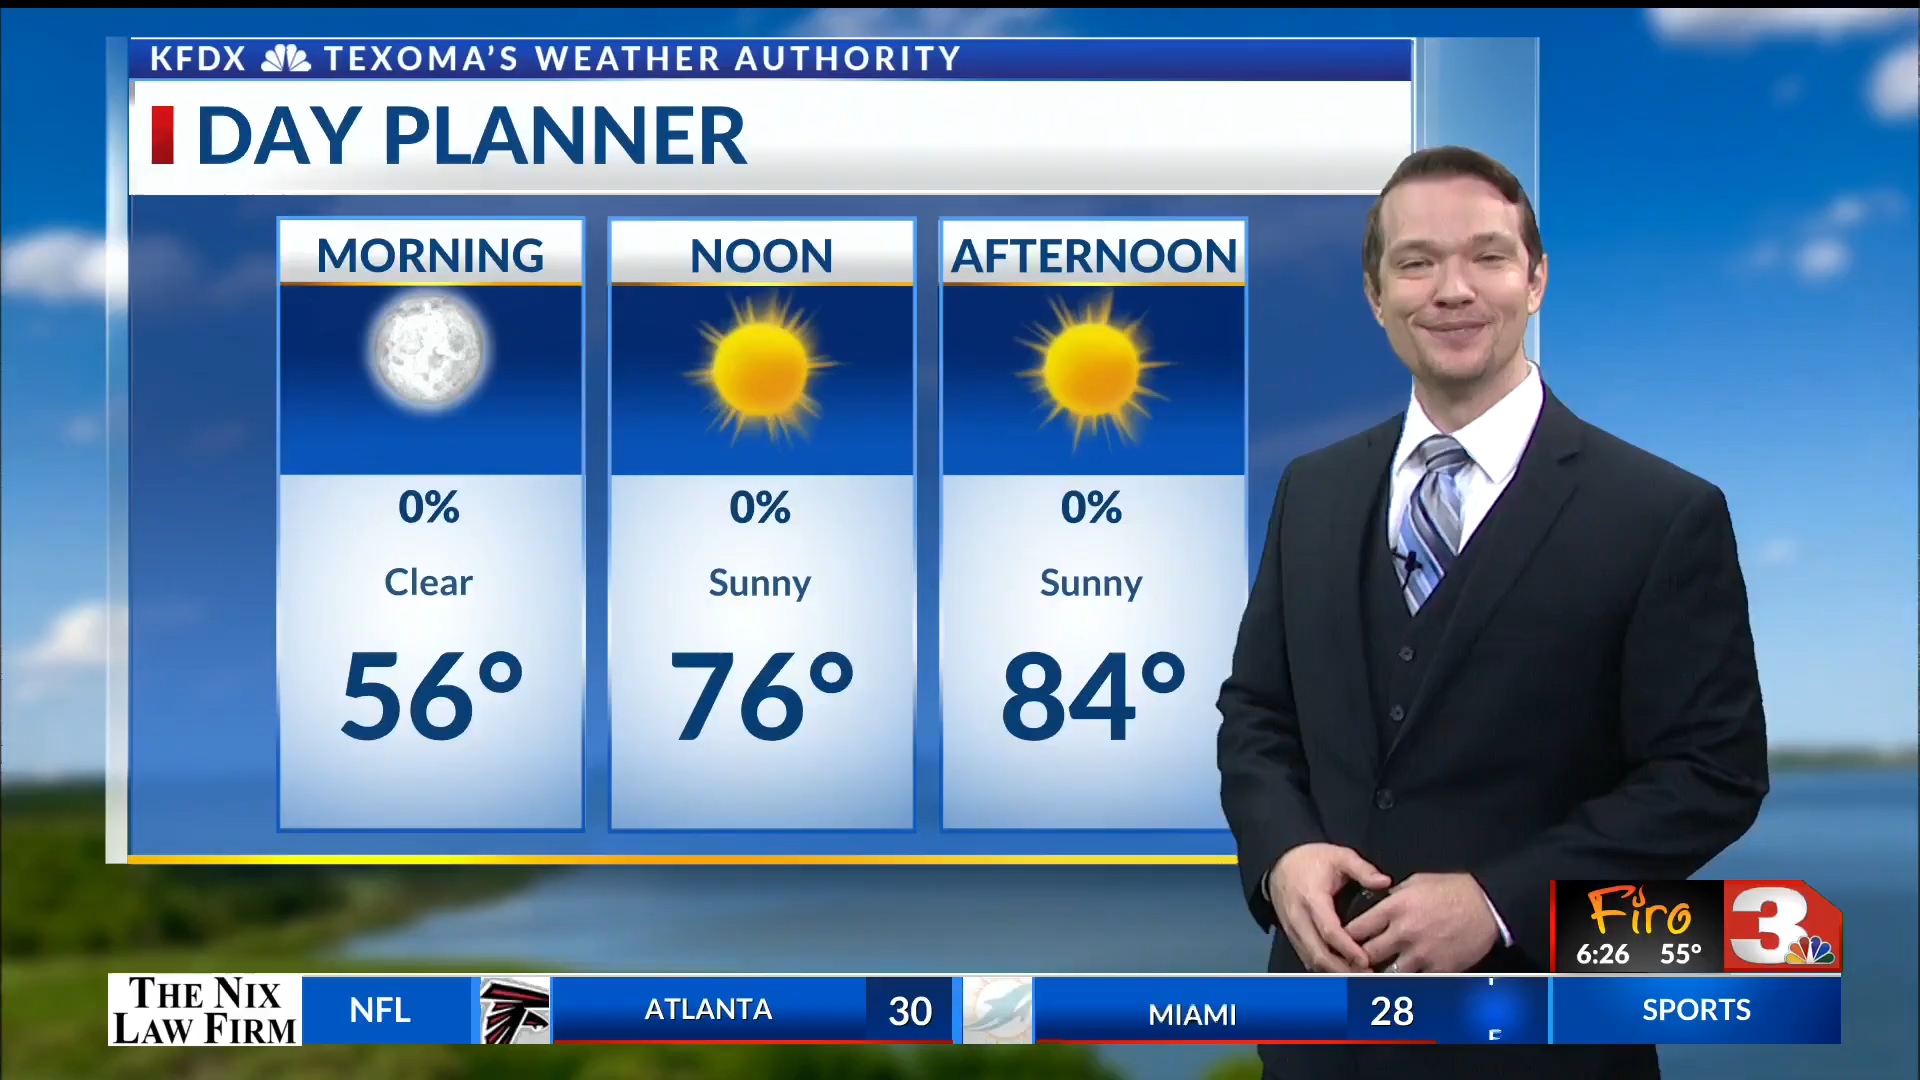 KFDX TEXOMA'S WEATHER AUTHORITY
DAY PLANNER
MORNING
0%
Clear
56°
NOON
0%
Sunny
76°
AFTERNOON
0%
Sunny
84°
Firo
6:26 55°
3
THE NIX
LAW FIRM
NFL
ATLANTA 30
MIAMI 28
SPORTS